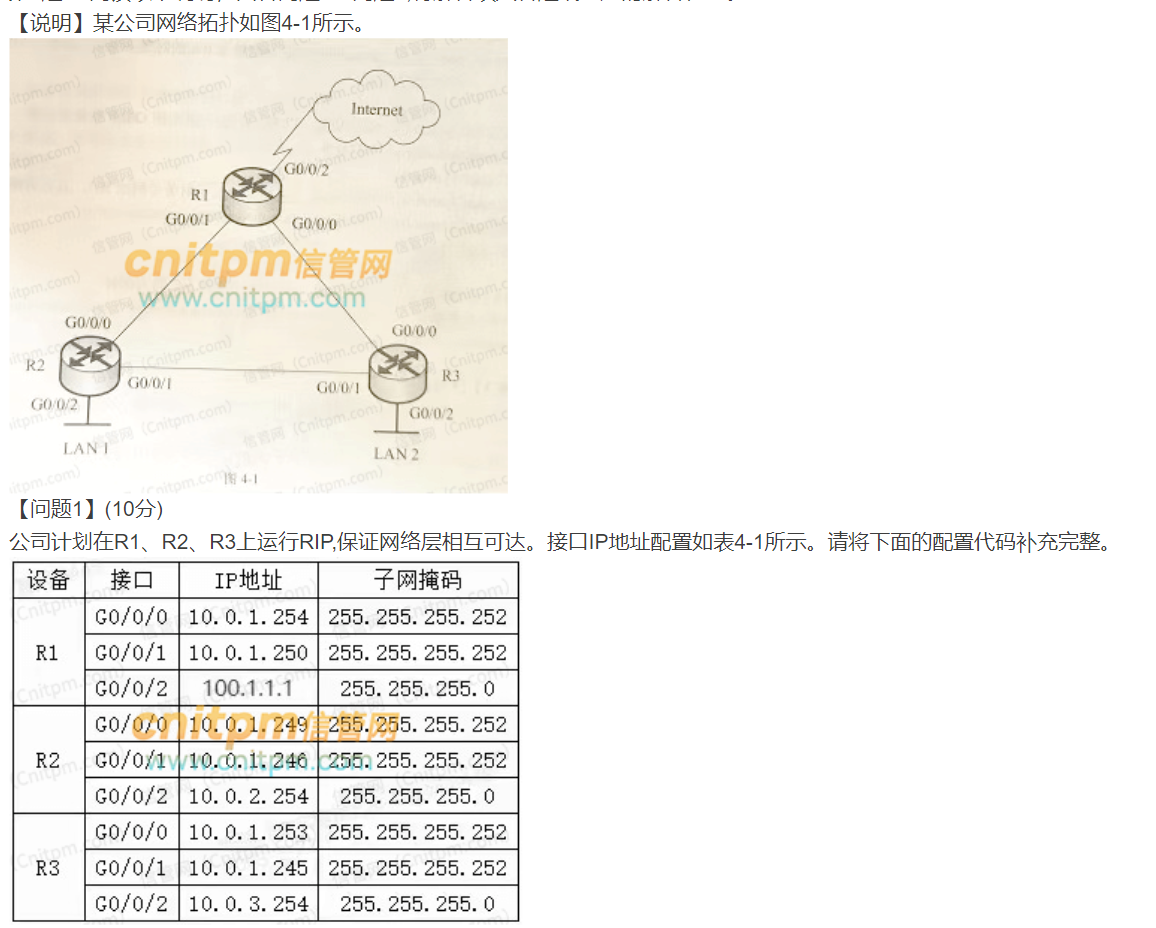 【说明】某公司网络拓扑如图4-1所示。
Internet
G0/0/2
R1
G0/0/1
G0/0/0
cnitpm信管网
www.cnitpm.com
G0/0/0
G0/0/0
R2
R3
G0/0/1
G0/0/1
G0/0/2
G0/0/2
LAN 1
LAN 2
图 4-1
【问题1】(10分)
公司计划在R1、R2、R3上运行RIP,保证网络层相互可达。接口IP地址配置如表4-1所示。请将下面的配置代码补充完整。
设备 接口 IP地址 子网掩码
R1 G0/0/0 10.0.1.254 255.255.255.252
G0/0/1 10.0.1.250 255.255.255.252
G0/0/2 100.1.1.1 255.255.255.0
R2 G0/0/0 10.0.1.249 255.255.255.252
G0/0/1 10.0.1.246 255.255.255.252
G0/0/2 10.0.2.254 255.255.255.0
R3 G0/0/0 10.0.1.253 255.255.255.252
G0/0/1 10.0.1.245 255.255.255.252
G0/0/2 10.0.3.254 255.255.255.0
cnitpm信管网
www.cnitpm.com